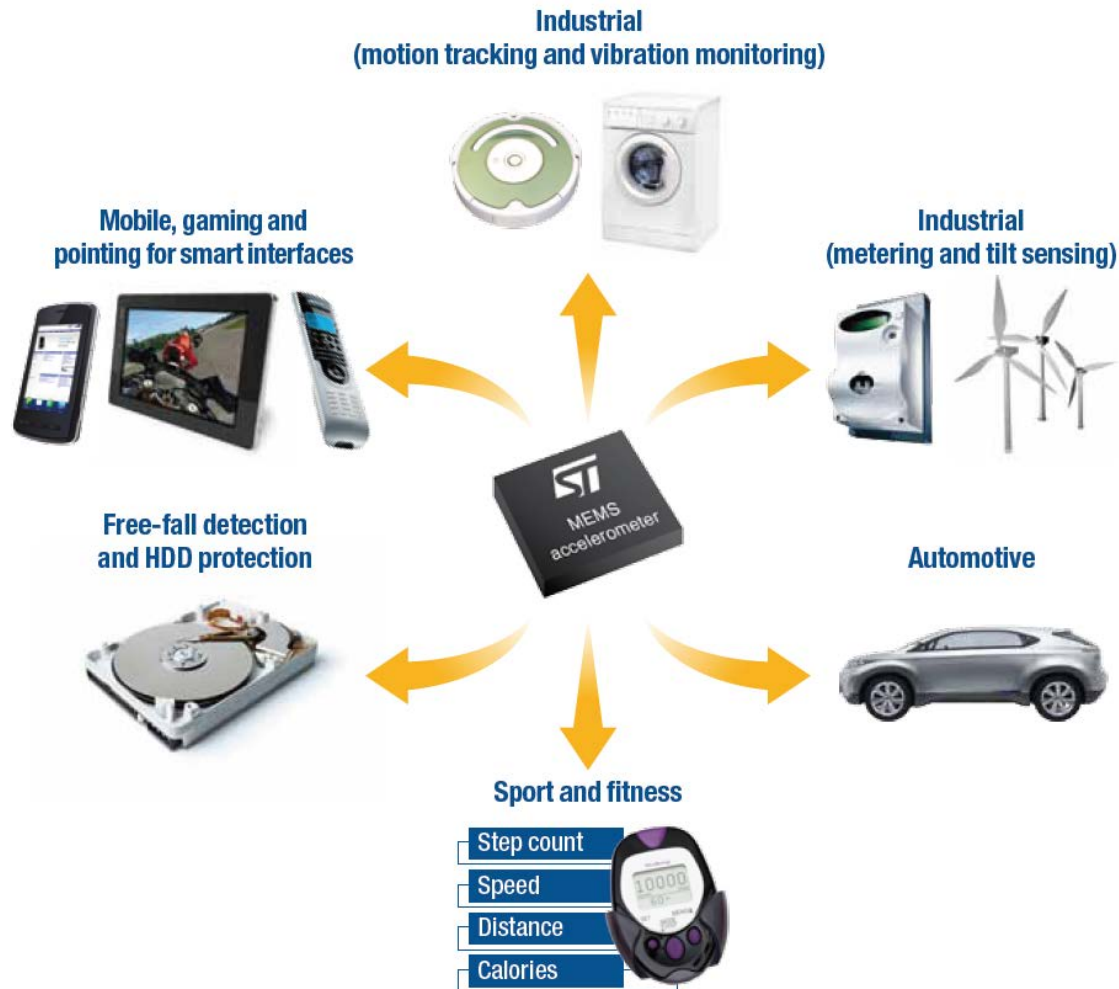 Industrial
(motion tracking and vibration monitoring)
Mobile, gaming and
pointing for smart interfaces
Industrial
(metering and tilt sensing)
ST
MEMS
accelerometer
Free-fall detection
and HDD protection
Automotive
Sport and fitness
Step count
Speed
Distance
Calories
10000